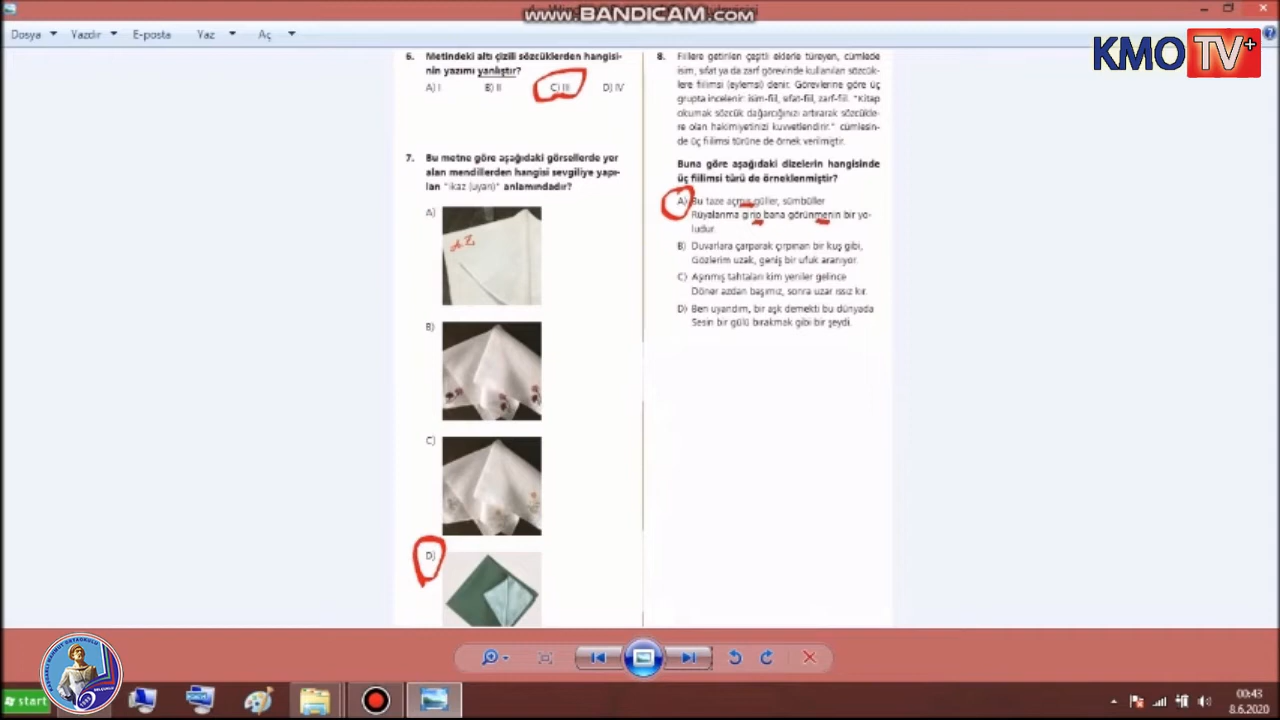 www.BANDICAM.com
Dosya
Yazdır
E-posta
Yaz
Aç
KMO TV+
6. Metindeki altı çizili sözcüklerden hangisi-
nin yazımı yanlıştır?
A) I B) II C) III D) IV
7. Bu metne göre aşağıdaki görsellerde yer
alan mendillerden hangisi sevgiliye yapı-
lan "ikaz (uyarı)" anlamındadır?
A)
A.Z.
B)
C)
D)
8. Fiillere getirilen çeşitli eklerle türeyen, cümlede
isim, sıfat ya da zarf görevinde kullanılan sözcük-
lere fiilimsi (eylemsi) denir. Görevlerine göre üç
grupta incelenir: isim-fiil, sıfat-fiil, zarf-fiil. "Kitap
okumak sözcük dağarcığınızı artırarak sözcükle-
re olan hakimiyetinizi kuvvetlendirir." cümlesin-
de üç fiilimsi türüne de örnek verilmiştir.
Buna göre aşağıdaki dizelerin hangisinde
üç fiilimsi türü de örneklenmiştir?
A) Bu taze açmış güller, sümbüller
Rüyalarıma girip bana görünmenin bir yo-
ludur.
B) Duvarlara çarparak çırpınan bir kuş gibi,
Gözlerim uzak, geniş bir ufuk aranıyor.
C) Aşınmış tahtaları kim yeniler gelince
Döner azdan başımız, sonra uzar ıssız kır.
D) Ben uyandım, bir aşk demekti bu dünyada
Sesin bir gülü bırakmak gibi bir şeydi.
start
00:43
8.6.2020